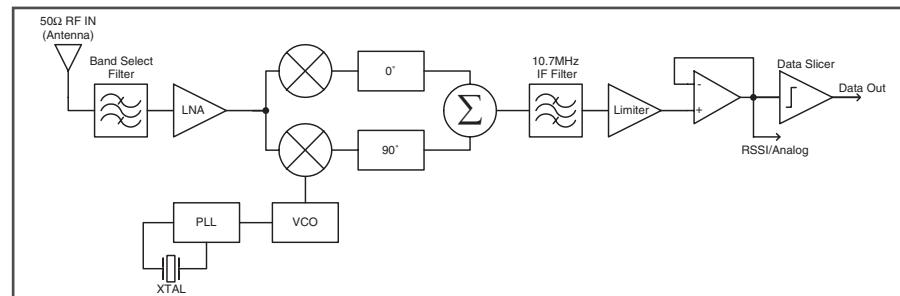 50Ω RF IN
(Antenna)
Band Select
Filter
LNA
0°
90°
Σ
10.7MHz
IF Filter
Limiter
-
+
Data Slicer
Data Out
RSSI/Analog
PLL
VCO
XTAL